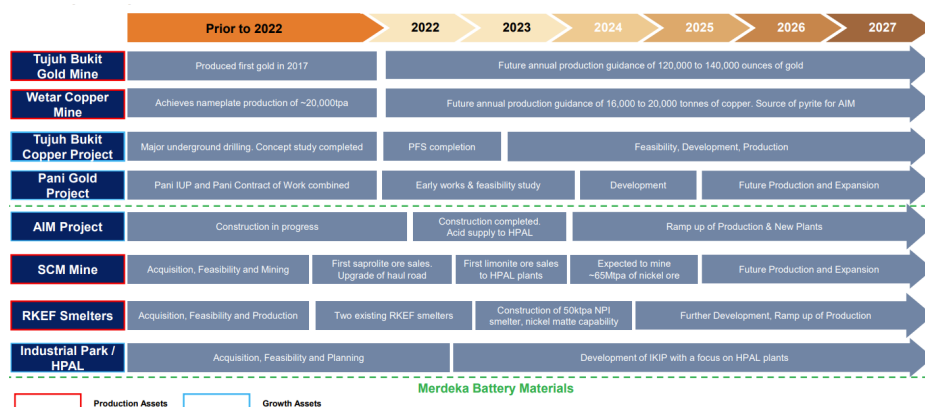 Prior to 2022
2022
2023
2024
2025
2026
2027
Tujuh Bukit
Gold Mine
Produced first gold in 2017
Future annual production guidance of 120,000 to 140,000 ounces of gold
Wetar Copper
Mine
Achieves nameplate production of ~20,000tpa
Future annual production guidance of 16,000 to 20,000 tonnes of copper. Source of pyrite for AIM
Tujuh Bukit
Copper Project
Major underground drilling. Concept study completed
PFS completion
Feasibility, Development, Production
Pani Gold
Project
Pani IUP and Pani Contract of Work combined
Early works & feasibility study
Development
Future Production and Expansion
AIM Project
Construction in progress
Construction completed.
Acid supply to HPAL
Ramp up of Production & New Plants
SCM Mine
Acquisition, Feasibility and Mining
First saprolite ore sales.
Upgrade of haul road
First limonite ore sales
to HPAL plants
Expected to mine
~65Mtpa of nickel ore
Future Production and Expansion
RKEF Smelters
Acquisition, Feasibility and Production
Two existing RKEF smelters
Construction of 50ktpa NPI
smelter, nickel matte capability
Further Development, Ramp up of Production
Industrial Park /
HPAL
Acquisition, Feasibility and Planning
Development of IKIP with a focus on HPAL plants
Merdeka Battery Materials
Production Assets
Growth Assets